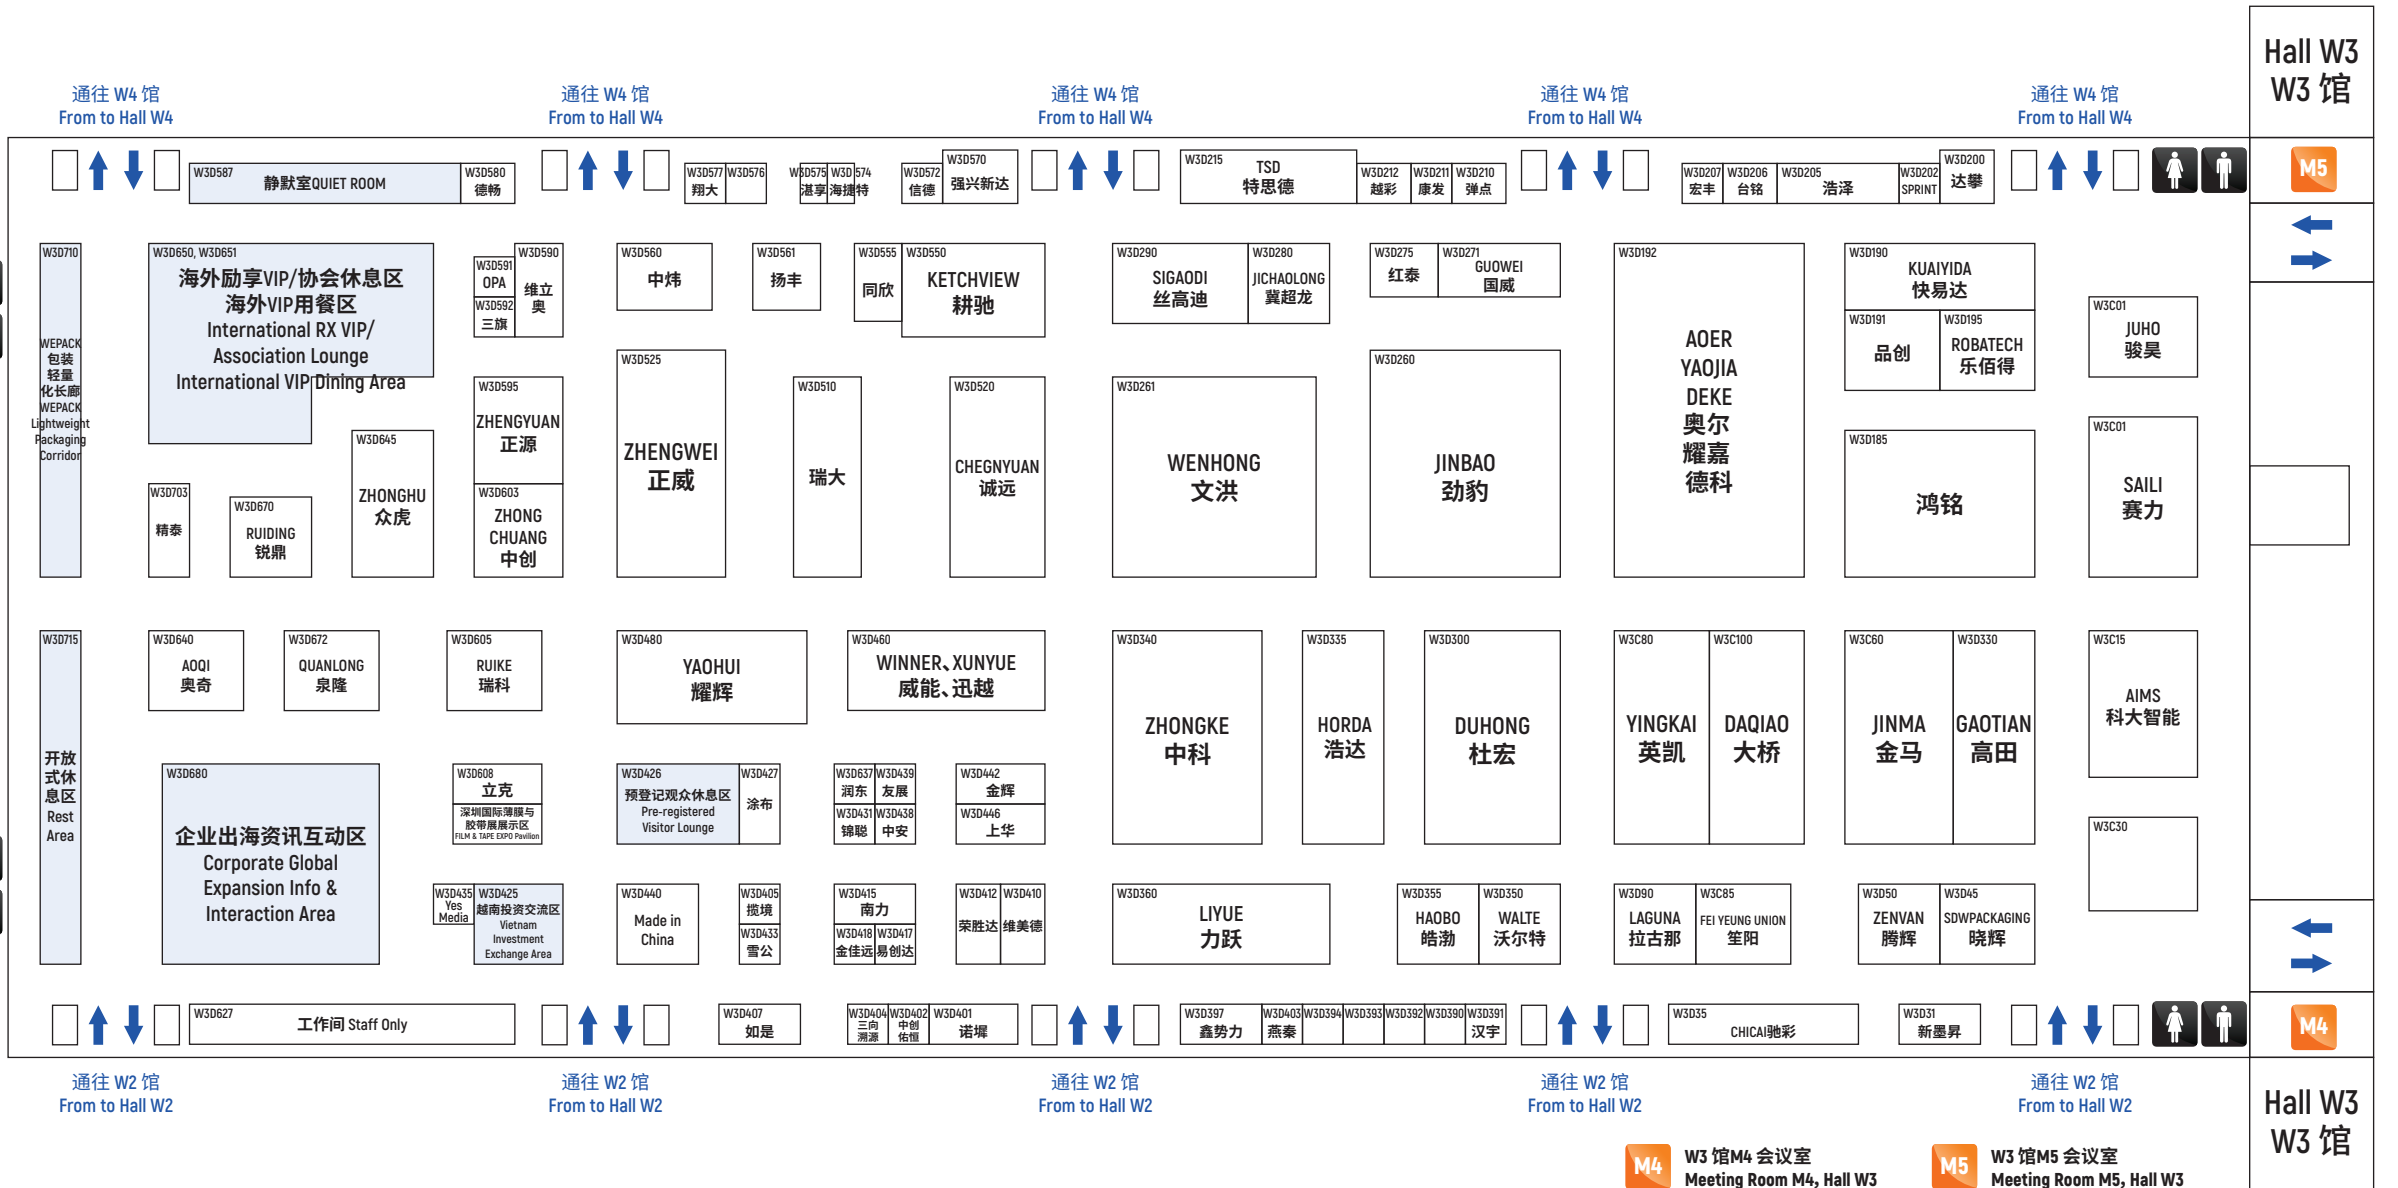 Hall W3
W3 馆
通往 W4 馆
From to Hall W4
通往 W4 馆
From to Hall W4
通往 W4 馆
From to Hall W4
通往 W4 馆
From to Hall W4
通往 W4 馆
From to Hall W4
W3D587
静默室QUIET ROOM
W3D580
德畅
W3D577
翔大
W3D576
W3D575
湛享
W3D 574
海捷特
W3D572
信德
W3D570
强兴新达
W3D215
TSD
特思德
W3D212
越彩
W3D211
康发
W3D210
弹点
W3D207
宏丰
W3D206
台铭
W3D205
浩泽
W3D202
SPRINT
W3D200
达攀
M5
W3D710
WEPACK
包装
轻量
化长廊
WEPACK
Lightweight
Packaging
Corridor
W3D650, W3D651
海外励享VIP/协会休息区
海外VIP用餐区
International RX VIP/
Association Lounge
International VIP Dining Area
W3D591
OPA
W3D592
三旗
W3D590
维立
奥
W3D560
中炜
W3D561
扬丰
W3D555
同欣
W3D550
KETCHVIEW
耕驰
W3D290
SIGAODI
丝高迪
W3D280
JICHAOLONG
冀超龙
W3D275
红泰
W3D271
GUOWEI
国威
W3D192
AOER
YAOJIA
DEKE
奥尔
耀嘉
德科
W3D190
KUAIYIDA
快易达
W3D191
品创
W3D195
ROBATECH
乐佰得
W3C01
JUHO
骏昊
W3D703
精泰
W3D670
RUIDING
锐鼎
W3D645
ZHONGHU
众虎
W3D595
ZHENGYUAN
正源
W3D603
ZHONG
CHUANG
中创
W3D525
ZHENGWEI
正威
W3D510
瑞大
W3D520
CHEGNYUAN
诚远
W3D261
WENHONG
文洪
W3D260
JINBAO
劲豹
W3D185
鸿铭
W3C01
SAILI
赛力
W3D715
开放
式休
息区
Rest
Area
W3D640
AOQI
奥奇
W3D672
QUANLONG
泉隆
W3D605
RUIKE
瑞科
W3D480
YAOHUI
耀辉
W3D460
WINNER、XUNYUE
威能、迅越
W3D340
ZHONGKE
中科
W3D335
HORDA
浩达
W3D300
DUHONG
杜宏
W3C80
YINGKAI
英凯
W3C100
DAQIAO
大桥
W3C60
JINMA
金马
W3D330
GAOTIAN
高田
W3C15
AIMS
科大智能
W3D680
企业出海资讯互动区
Corporate Global
Expansion Info &
Interaction Area
W3D608
立克
深圳国际薄膜与
胶带展展示区
FILM & TAPE EXPO Pavilion
W3D426
预登记观众休息区
Pre-registered
Visitor Lounge
W3D427
涂布
W3D637
润东
W3D439
友展
W3D431
锦聪
W3D438
中安
W3D442
金辉
W3D446
上华
W3C30
W3D435
Yes
Media
W3D425
越南投资交流区
Vietnam
Investment
Exchange Area
W3D440
Made in
China
W3D405
揽境
W3D433
雪公
W3D415
南力
W3D418
金佳远
W3D417
易创达
W3D412
荣胜达
W3D410
维美德
W3D360
LIYUE
力跃
W3D355
HAOBO
皓渤
W3D350
WALTE
沃尔特
W3D90
LAGUNA
拉古那
W3C85
FEI YEUNG UNION
笙阳
W3D50
ZENVAN
腾辉
W3D45
SDWPACKAGING
晓辉
W3D627
工作间 Staff Only
W3D407
如是
W3D404
三向
溯源
W3D402
中创
佑恒
W3D401
诺墀
W3D397
鑫势力
W3D403
燕秦
W3D394
W3D393
W3D392
W3D390
W3D391
汉宇
W3D35
CHICAI驰彩
W3D31
新墨昇
M4
通往 W2 馆
From to Hall W2
通往 W2 馆
From to Hall W2
通往 W2 馆
From to Hall W2
通往 W2 馆
From to Hall W2
通往 W2 馆
From to Hall W2
Hall W3
W3 馆
M4
W3 馆M4 会议室
Meeting Room M4, Hall W3
M5
W3 馆M5 会议室
Meeting Room M5, Hall W3